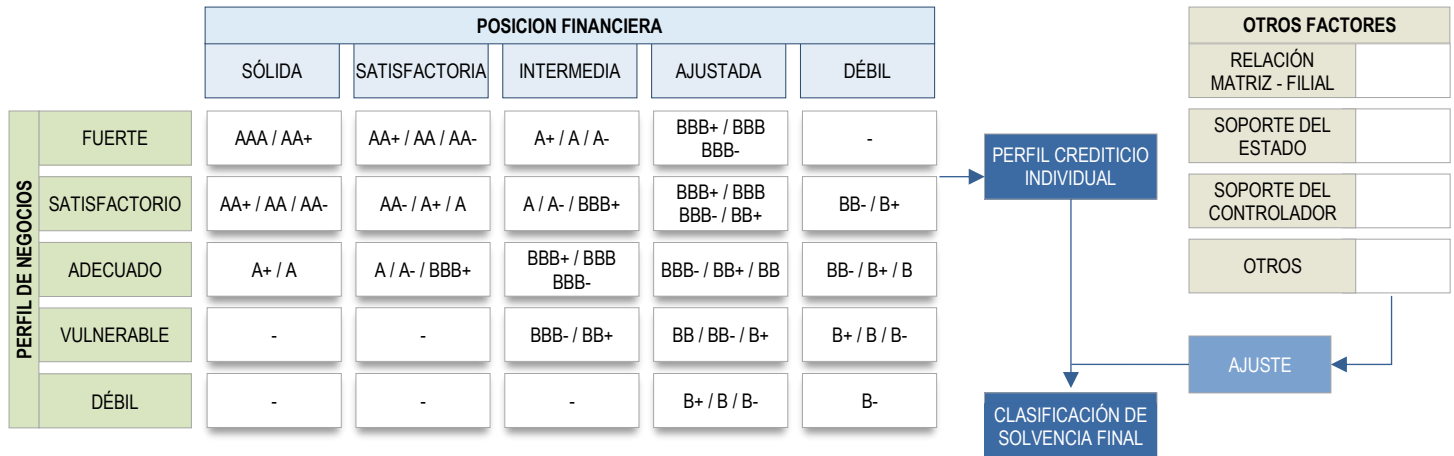 POSICION FINANCIERA
SÓLIDA
SATISFACTORIA
INTERMEDIA
AJUSTADA
DÉBIL
PERFIL DE NEGOCIOS
FUERTE
AAA / AA+
AA+ / AA / AA-
A+ / A / A-
BBB+ / BBB
BBB-
-
SATISFACTORIO
AA+ / AA / AA-
AA- / A+ / A
A / A- / BBB+
BBB+ / BBB
BBB- / BB+
BB- / B+
ADECUADO
A+ / A
A / A- / BBB+
BBB+ / BBB
BBB-
BBB- / BB+ / BB
BB- / B+ / B
VULNERABLE
-
-
BBB- / BB+
BB / BB- / B+
B+ / B / B-
DÉBIL
-
-
-
B+ / B / B-
B-
PERFIL CREDITICIO
INDIVIDUAL
CLASIFICACIÓN DE
SOLVENCIA FINAL
OTROS FACTORES
RELACIÓN
MATRIZ - FILIAL
SOPORTE DEL
ESTADO
SOPORTE DEL
CONTROLADOR
OTROS
AJUSTE